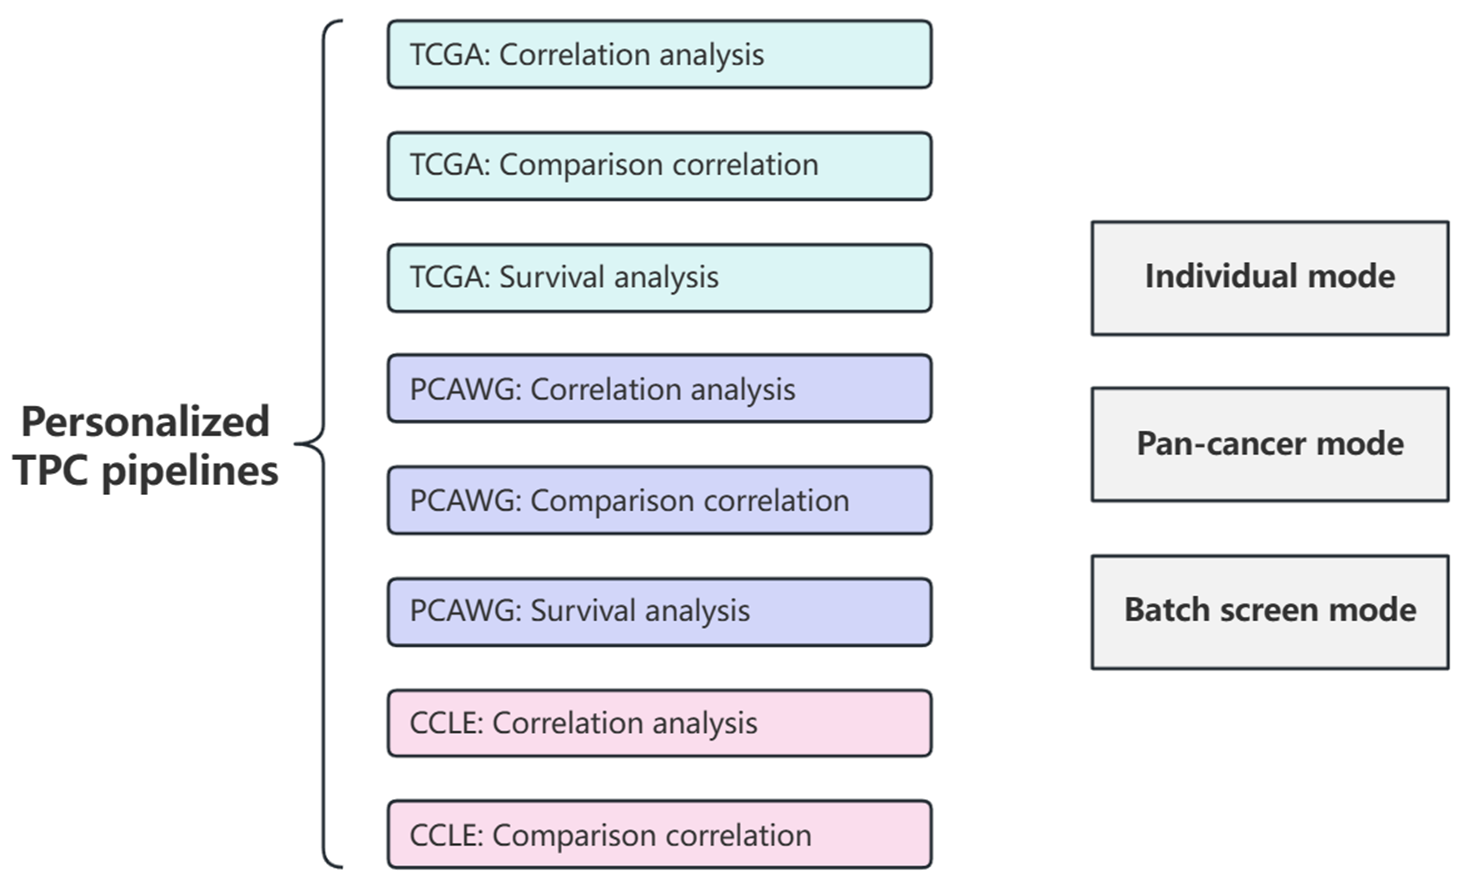 Personalized
TPC pipelines
TCGA: Correlation analysis
TCGA: Comparison correlation
TCGA: Survival analysis
PCAWG: Correlation analysis
PCAWG: Comparison correlation
PCAWG: Survival analysis
CCLE: Correlation analysis
CCLE: Comparison correlation
Individual mode
Pan-cancer mode
Batch screen mode